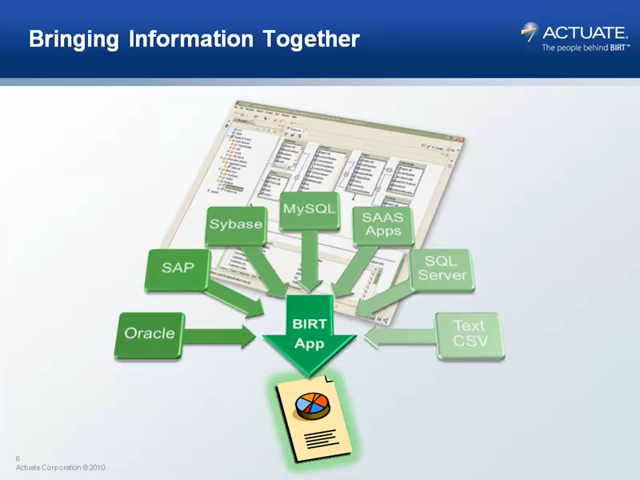 Bringing Information Together
ACTUATE.
The people behind BIRT™
MySQL
Sybase
SAAS
Apps
SAP
SQL
Server
Oracle
BIRT
App
Text
CSV
6
Actuate Corporation © 2010